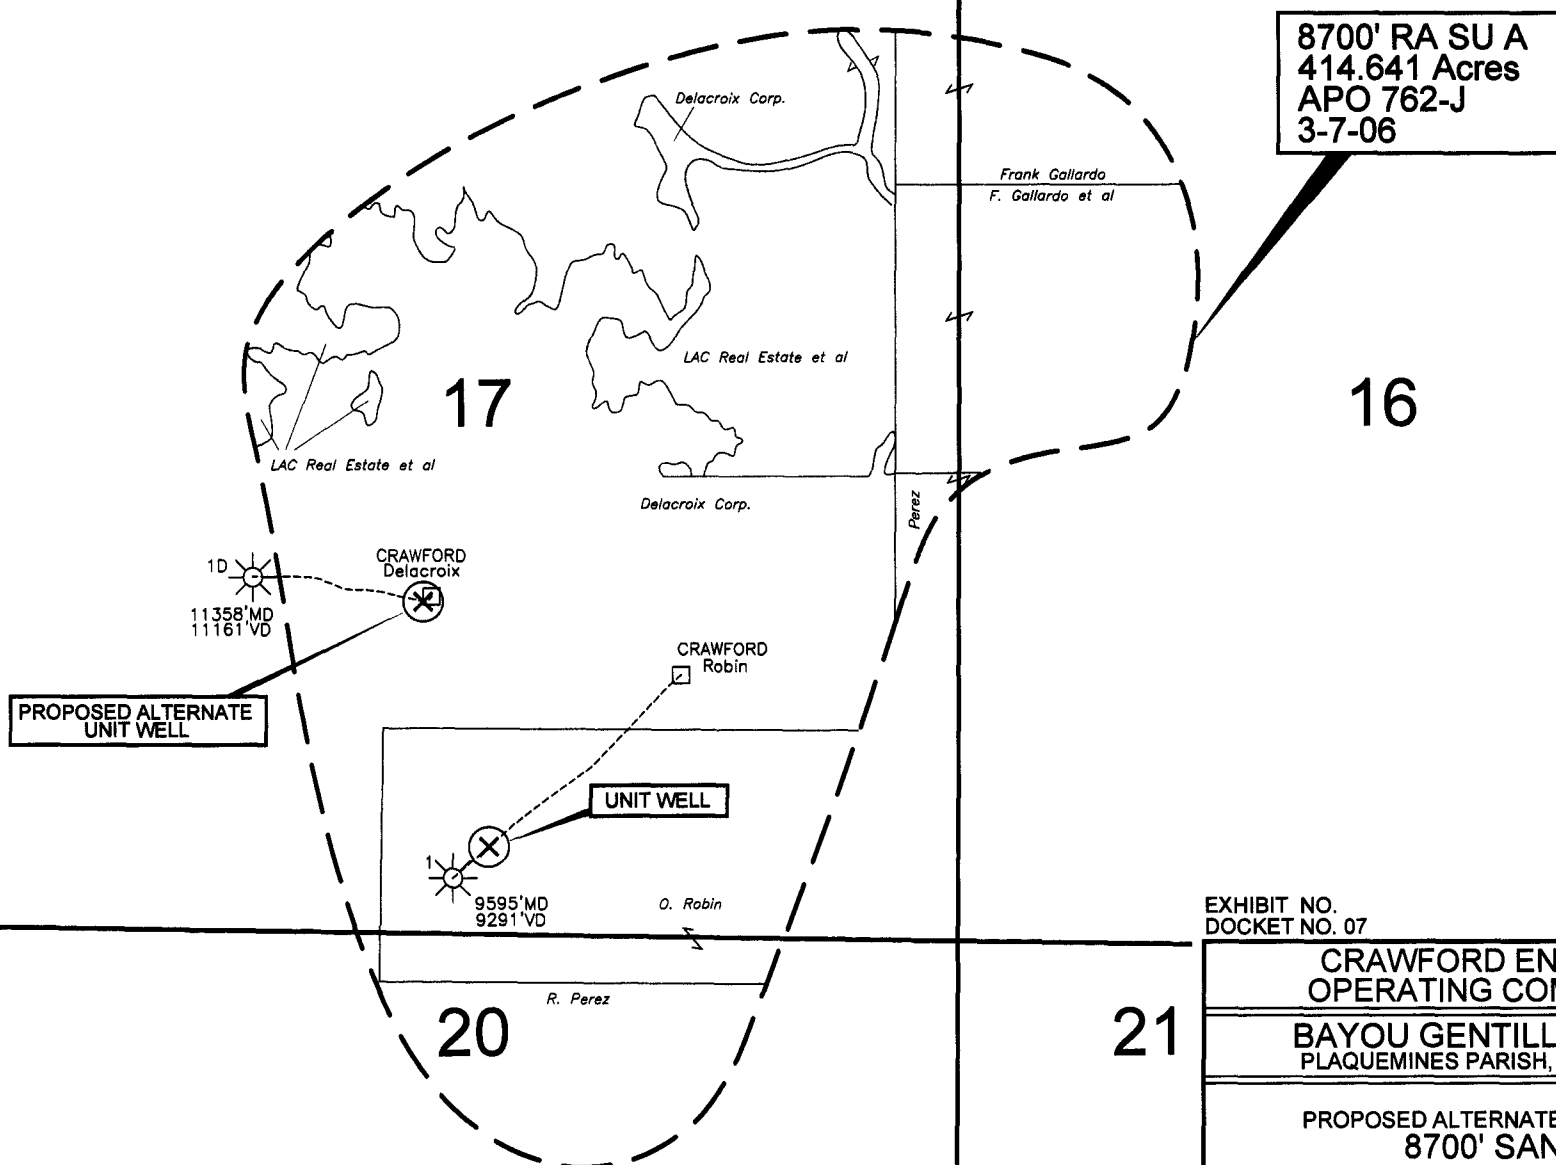 8700' RA SU A
414.641 Acres
APO 762-J
3-7-06
Delacroix Corp.
Frank Gallardo
F. Gallardo et al
LAC Real Estate et al
17
16
LAC Real Estate et al
Delacroix Corp.
Perez
1D
CRAWFORD
Delacroix
11358'MD
11161'VD
CRAWFORD
Robin
PROPOSED ALTERNATE
UNIT WELL
UNIT WELL
1
9595'MD
9291'VD
O. Robin
R. Perez
20
21
EXHIBIT NO.
DOCKET NO. 07
CRAWFORD EN
OPERATING CO
BAYOU GENTILL
PLAQUEMINES PARISH,
PROPOSED ALTERNATE
8700' SAN